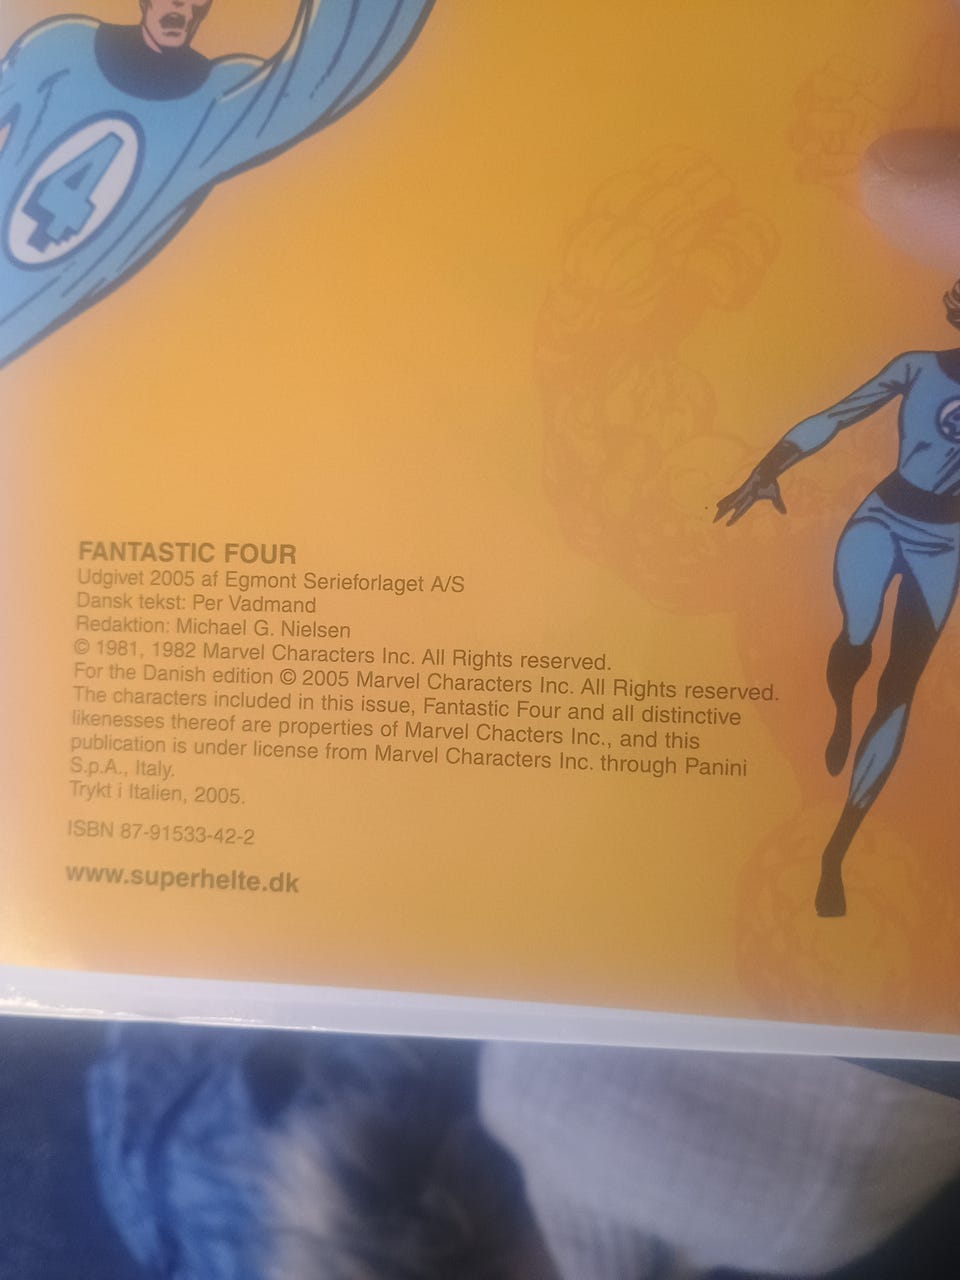 4
FANTASTIC FOUR
Udgivet 2005 af Egmont Serieforlaget A/S
Dansk tekst: Per Vadmand
Redaktion: Michael G. Nielsen
© 1981, 1982 Marvel Characters Inc. All Rights reserved.
For the Danish edition © 2005 Marvel Characters Inc. All Rights reserved.
The characters included in this issue, Fantastic Four and all distinctive
likenesses thereof are properties of Marvel Chacters Inc., and this
publication is under license from Marvel Characters Inc. through Panini
S.p.A., Italy.
Trykt i Italien, 2005.
ISBN 87-91533-42-2
www.superhelte.dk